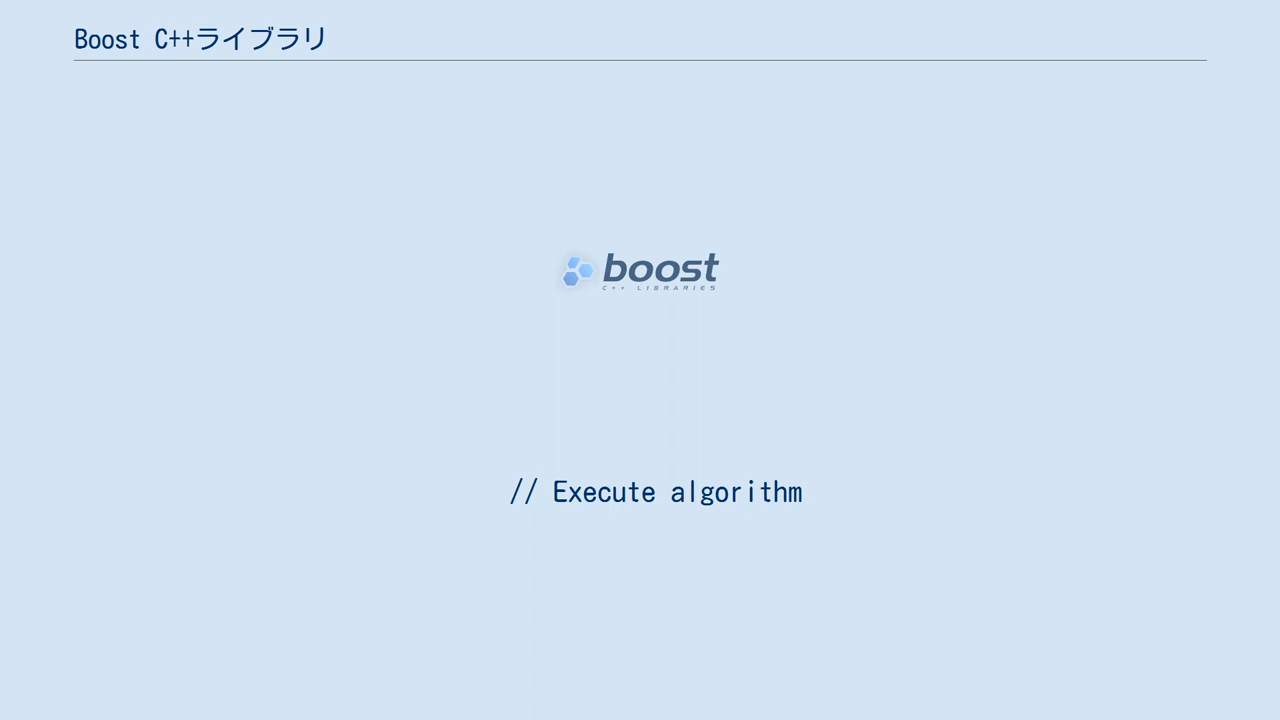 Boost C++ライブラリ
boost
C++ LIBRARIES
// Execute algorithm